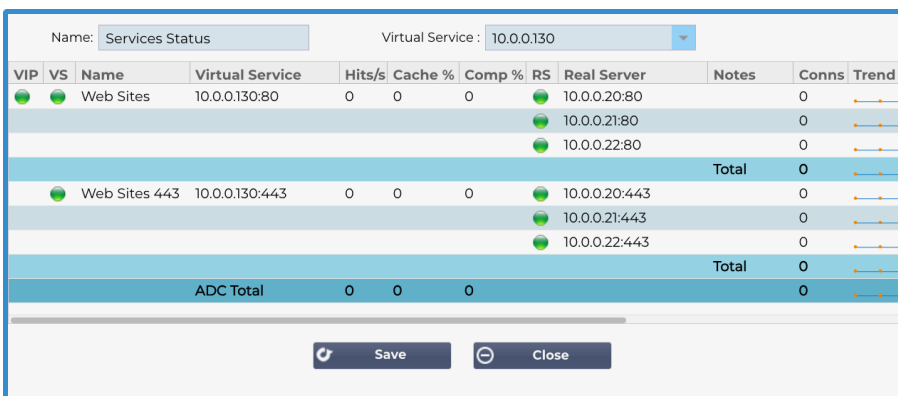 Name: Services Status Virtual Service : 10.0.0.130
VIP VS Name Virtual Service Hits/s Cache % Comp % RS Real Server Notes Conns Trend
Web Sites 10.0.0.130:80 0 0 0 10.0.0.20:80 0
10.0.0.21:80 0
10.0.0.22:80 0
Total 0
Web Sites 443 10.0.0.130:443 0 0 0 10.0.0.20:443 0
10.0.0.21:443 0
10.0.0.22:443 0
Total 0
ADC Total 0 0 0 0
Save Close